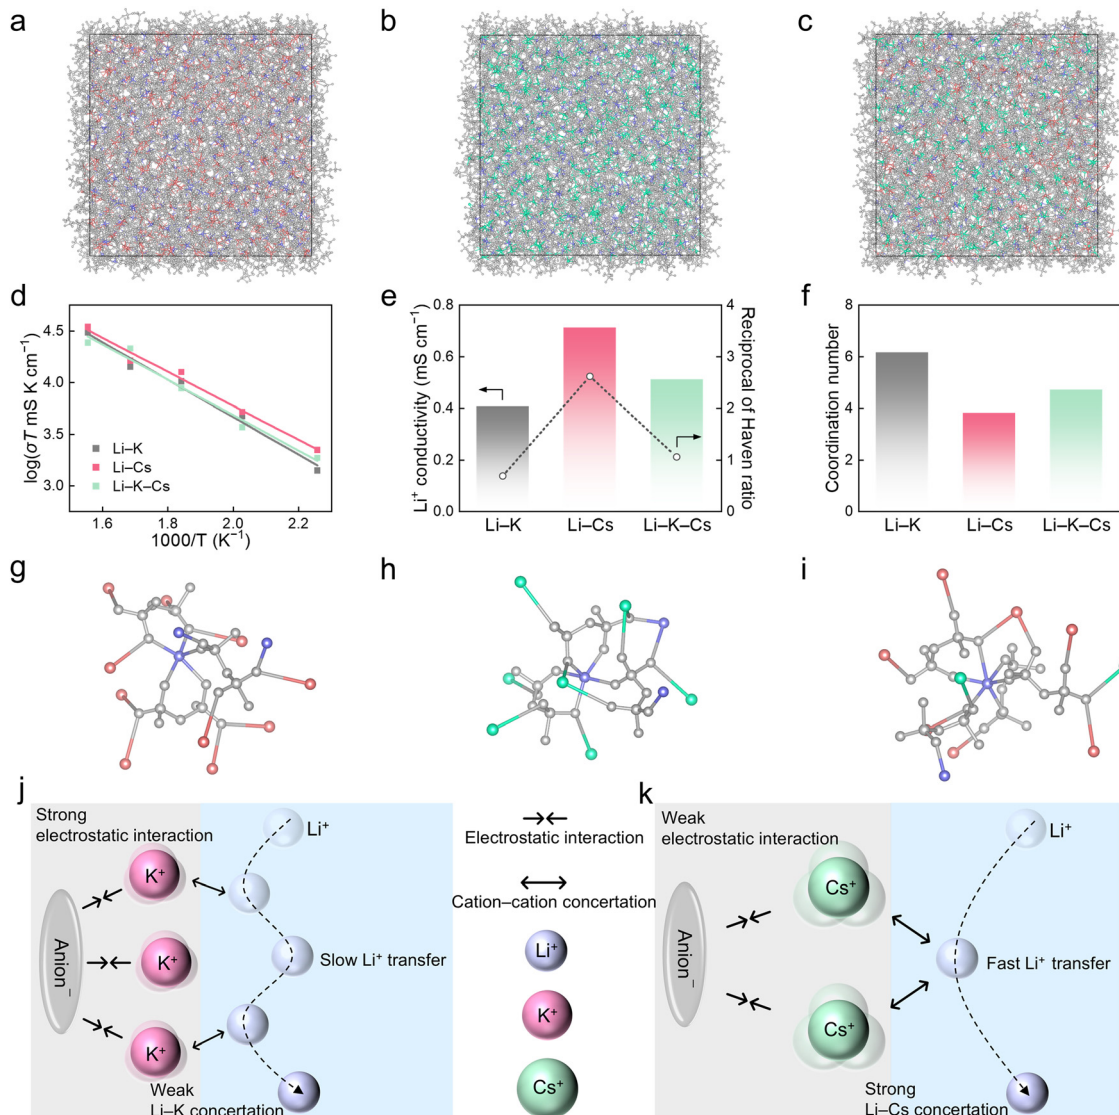 a
b
c
d
4.5
4.0
3.5
3.0
log(σT mS K cm⁻¹)
Li–K
Li–Cs
Li–K–Cs
1.6
1.8
2.0
2.2
1000/T (K⁻¹)
e
0.8
0.6
0.4
0.2
0.0
Li⁺ conductivity (mS cm⁻¹)
4
3
2
1
0
Reciprocal of Haven ratio
Li–K
Li–Cs
Li–K–Cs
f
8
6
4
2
0
Coordination number
Li–K
Li–Cs
Li–K–Cs
g
h
i
j
Strong
electrostatic interaction
Li⁺
K⁺
K⁺
K⁺
Anion⁻
Slow Li⁺ transfer
Weak
Li–K concertation
Electrostatic interaction
Cation–cation concertation
Li⁺
K⁺
Cs⁺
k
Weak
electrostatic interaction
Li⁺
Cs⁺
Cs⁺
Anion⁻
Fast Li⁺ transfer
Strong
Li–Cs concertation